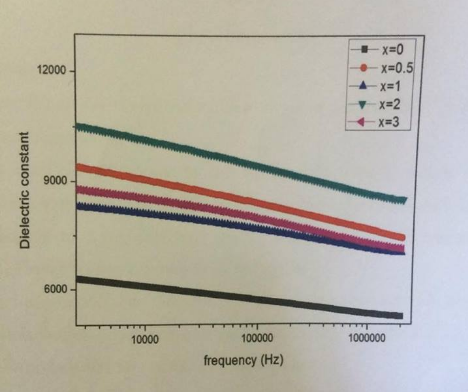 x=0
x=0.5
x=1
x=2
x=3
12000
9000
6000
Dielectric constant
10000 100000 1000000
frequency (Hz)